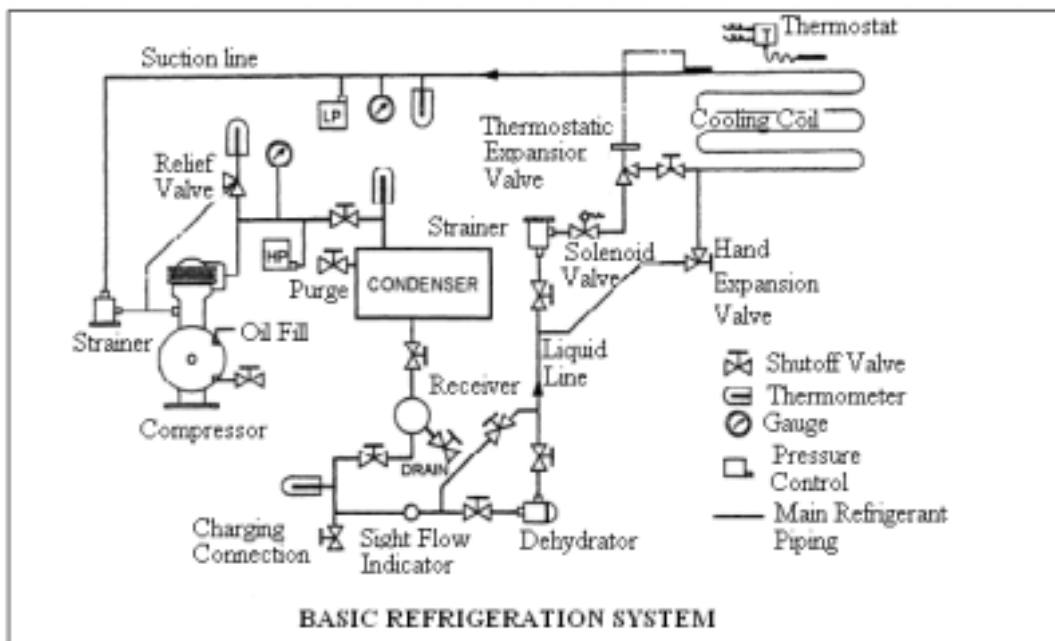 Thermostat
T
Suction line
LP
Cooling Coil
Thermostatic
Expansior
Valve
Relief
Valve
Strainer
Solenoid
Valve
Hand
Expansion
Valve
HP
Purge
CONDENSER
Strainer
Oil Fill
Liquid
Line
Receiver
Compressor
DRAIN
Charging
Connection
Sight Flow
Indicator
Dehydrator
Shutoff Valve
Thermometer
Gauge
Pressure
Control
Main Refrigerant
Piping
BASIC REFRIGERATION SYSTEM